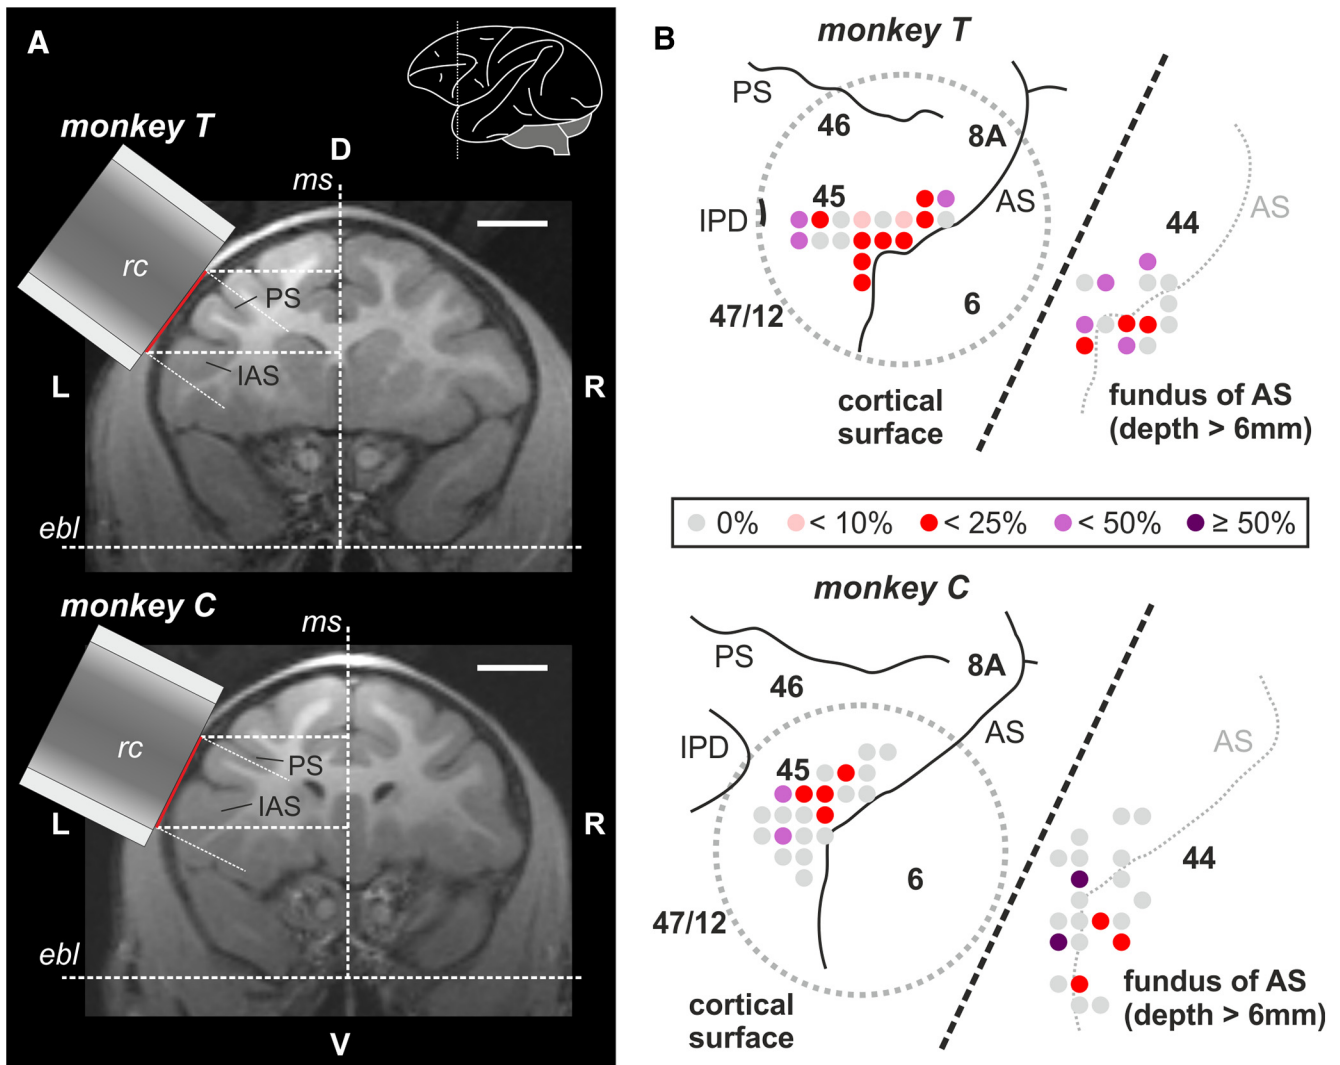 A
monkey T
D
ms
rc
PS
IAS
L
R
ebl
monkey C
ms
rc
PS
IAS
L
R
ebl
V
B
monkey T
PS
46
8A
45
AS
IPD
47/12
6
cortical
surface
44
AS
fundus of AS
(depth > 6mm)
0% < 10% < 25% < 50% ≥ 50%
monkey C
PS
46
8A
IPD
45
AS
6
47/12
cortical
surface
AS
44
fundus of AS
(depth > 6mm)